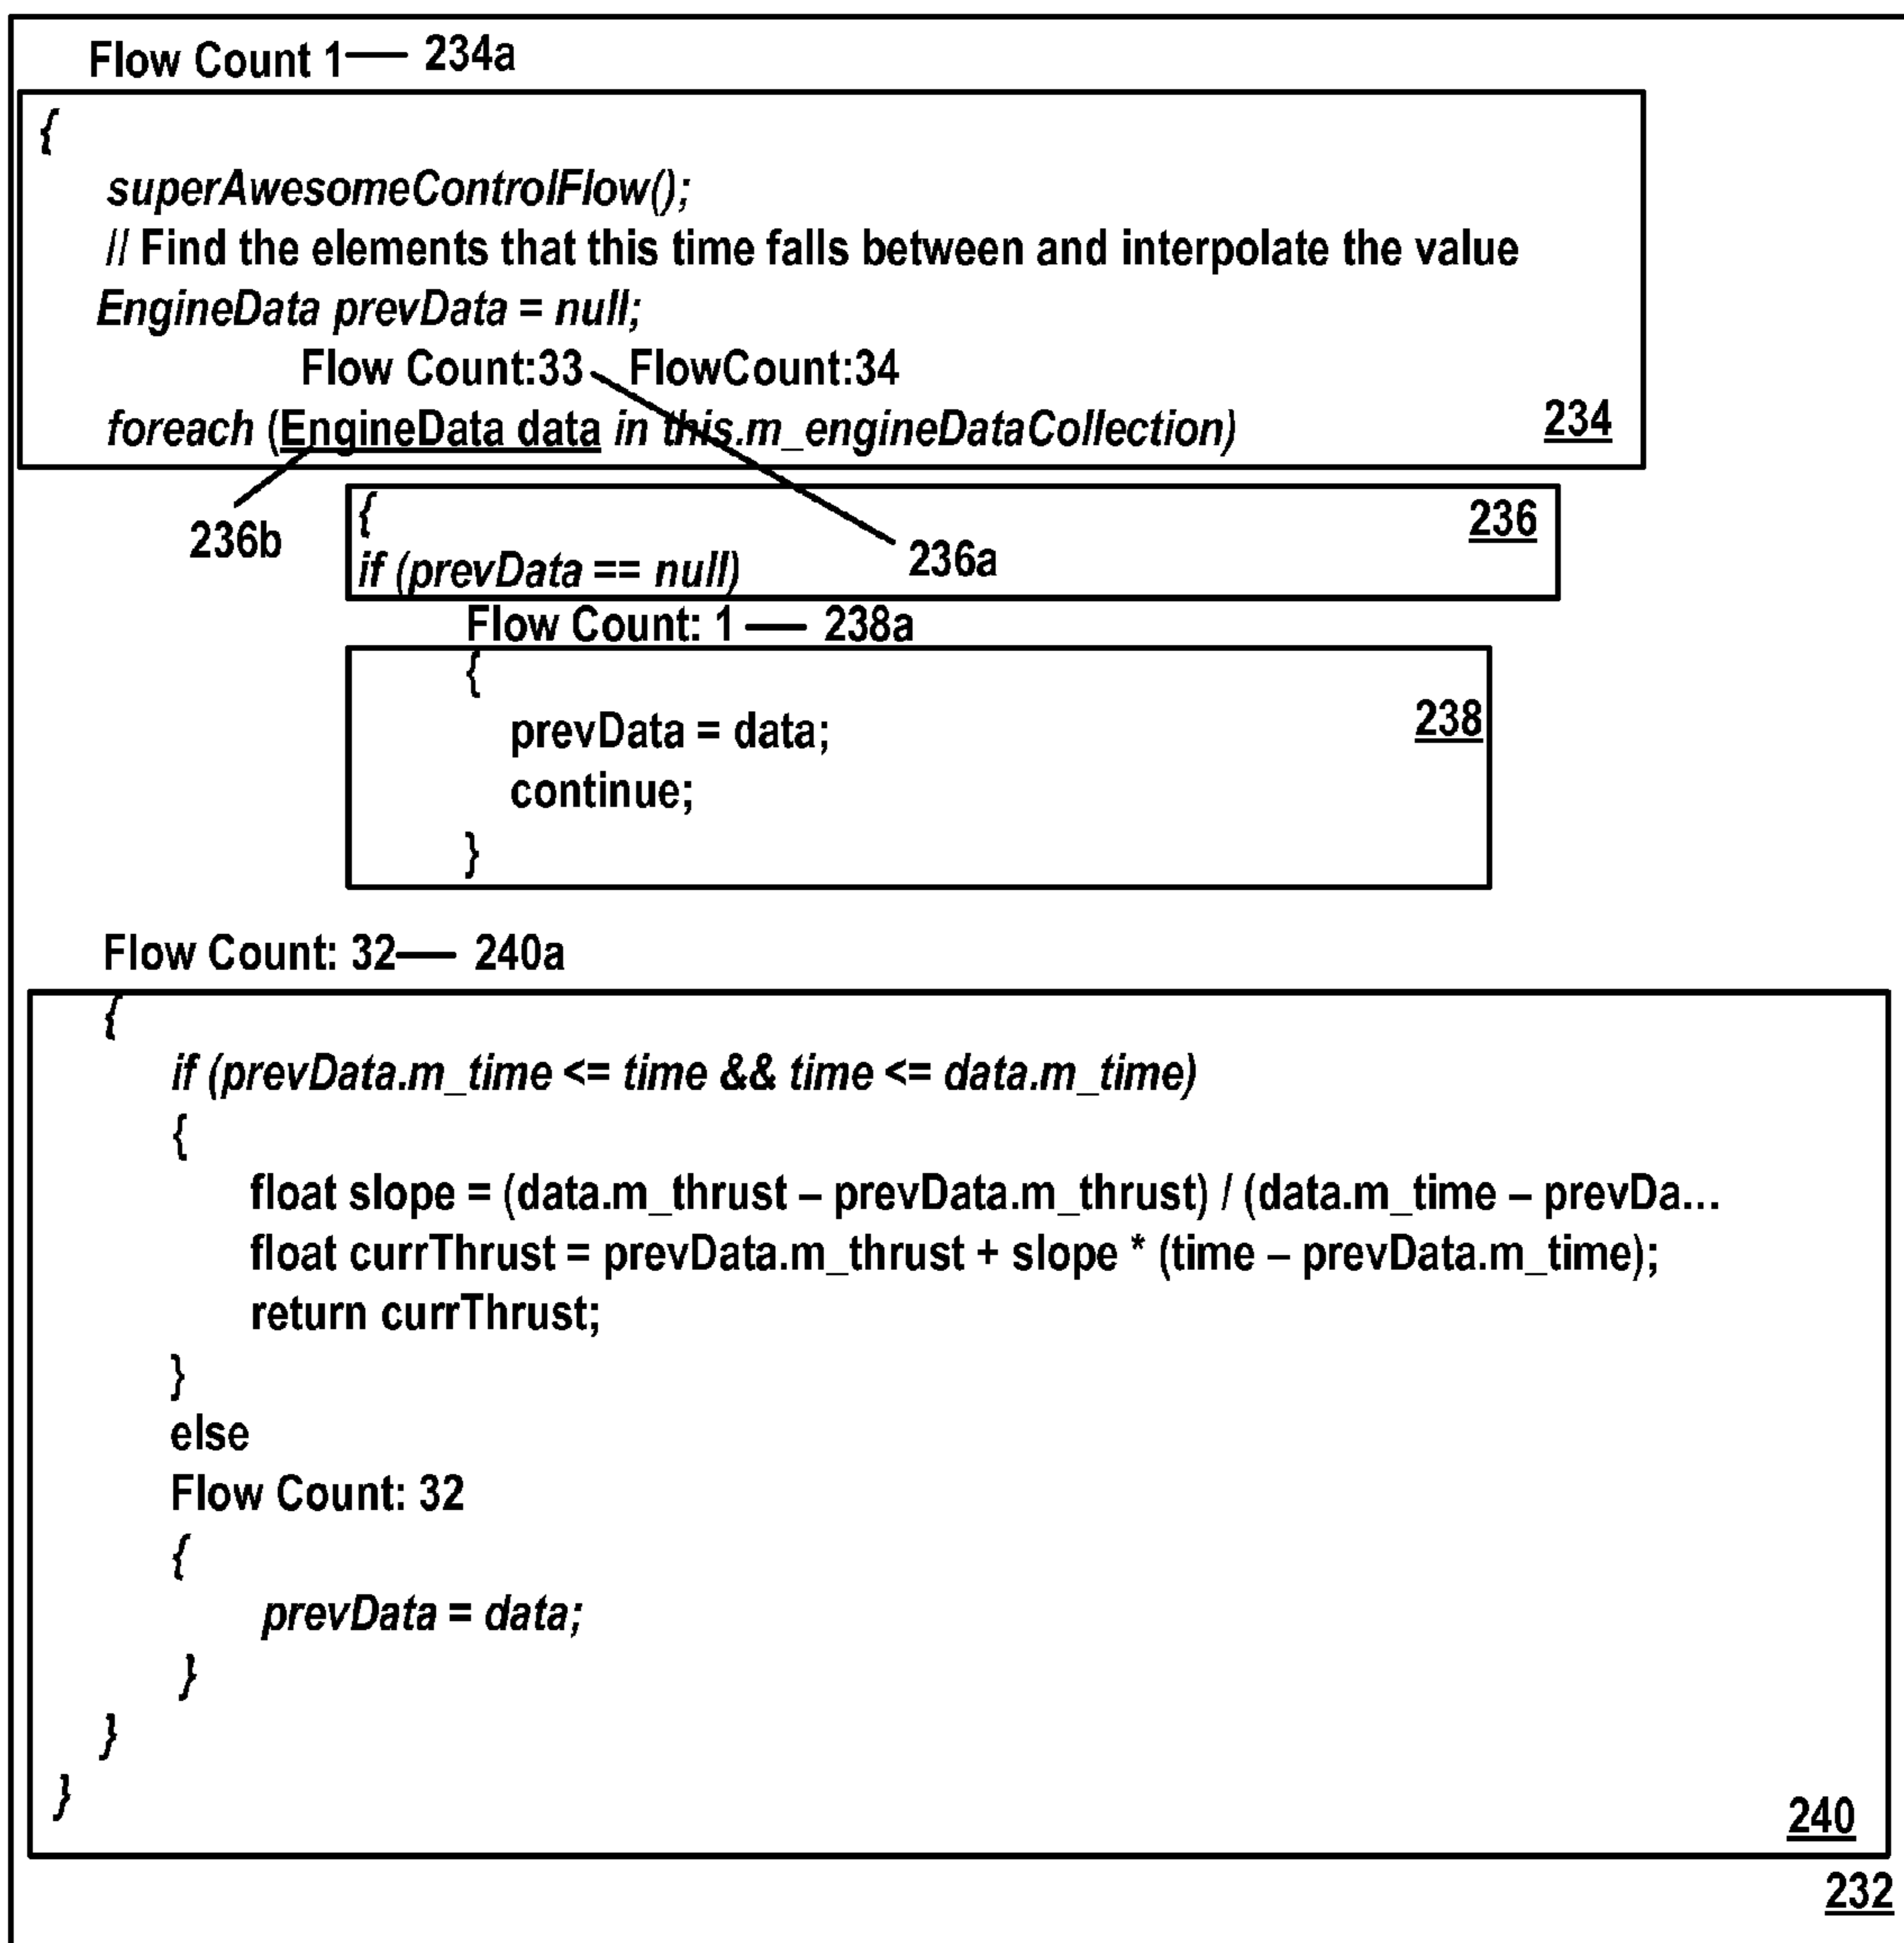 Flow Count 1 — 234a
{
superAwesomeControlFlow();
// Find the elements that this time falls between and interpolate the value
EngineData prevData = null;
Flow Count:33 FlowCount:34
foreach (EngineData data in this.m_engineDataCollection) 234
{ 236
236b
236a
if (prevData == null)
Flow Count: 1 — 238a
{
prevData = data; 238
continue;
}
Flow Count: 32 — 240a
{
if (prevData.m_time <= time && time <= data.m_time)
{
float slope = (data.m_thrust – prevData.m_thrust) / (data.m_time – prevDa...
float currThrust = prevData.m_thrust + slope * (time – prevData.m_time);
return currThrust;
}
else
Flow Count: 32
{
prevData = data;
}
}
}
240
232